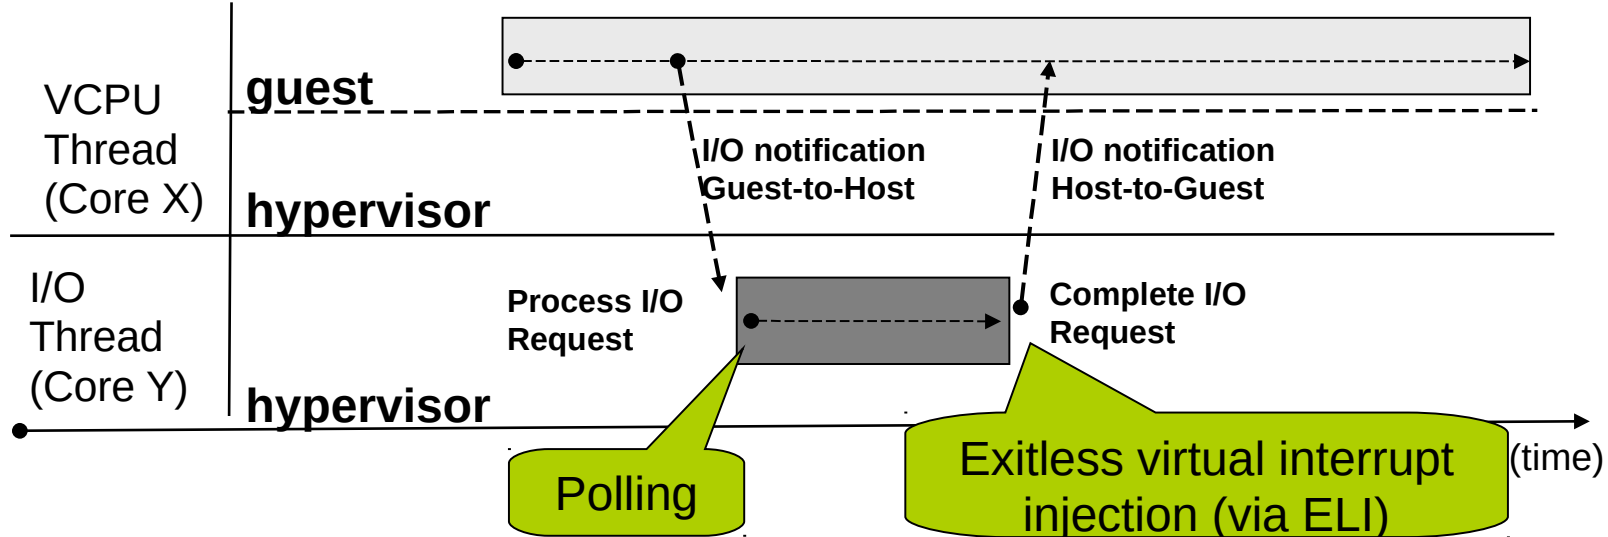 VCPU
Thread
(Core X)
guest
I/O notification
Guest-to-Host
I/O notification
Host-to-Guest
hypervisor
I/O
Thread
(Core Y)
Process I/O
Request
Complete I/O
Request
hypervisor
Polling
Exitless virtual interrupt
injection (via ELI)
(time)